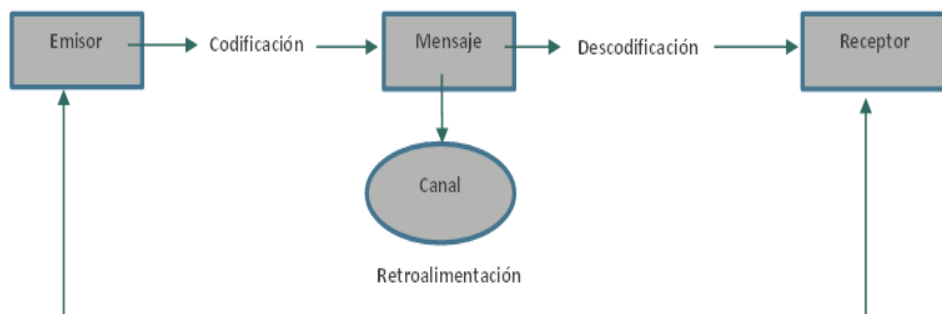 Emisor
Codificación
Mensaje
Descodificación
Receptor
Canal
Retroalimentación